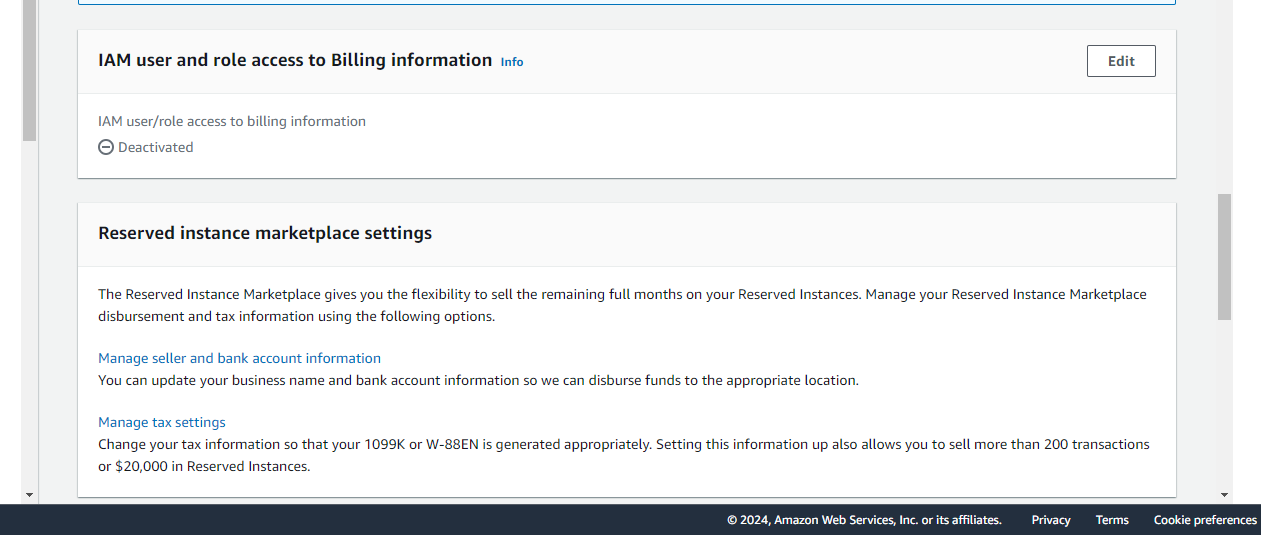 IAM user and role access to Billing information Info
Edit
IAM user/role access to billing information
Deactivated
Reserved instance marketplace settings
The Reserved Instance Marketplace gives you the flexibility to sell the remaining full months on your Reserved Instances. Manage your Reserved Instance Marketplace
disbursement and tax information using the following options.
Manage seller and bank account information
You can update your business name and bank account information so we can disburse funds to the appropriate location.
Manage tax settings
Change your tax information so that your 1099K or W-88EN is generated appropriately. Setting this information up also allows you to sell more than 200 transactions
or $20,000 in Reserved Instances.
© 2024, Amazon Web Services, Inc. or its affiliates. Privacy Terms Cookie preferences